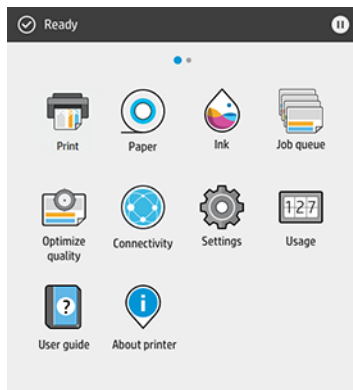 Ready
Print
Paper
Ink
Job queue
Optimize
quality
Connectivity
Settings
127
Usage
?
User guide
i
About printer